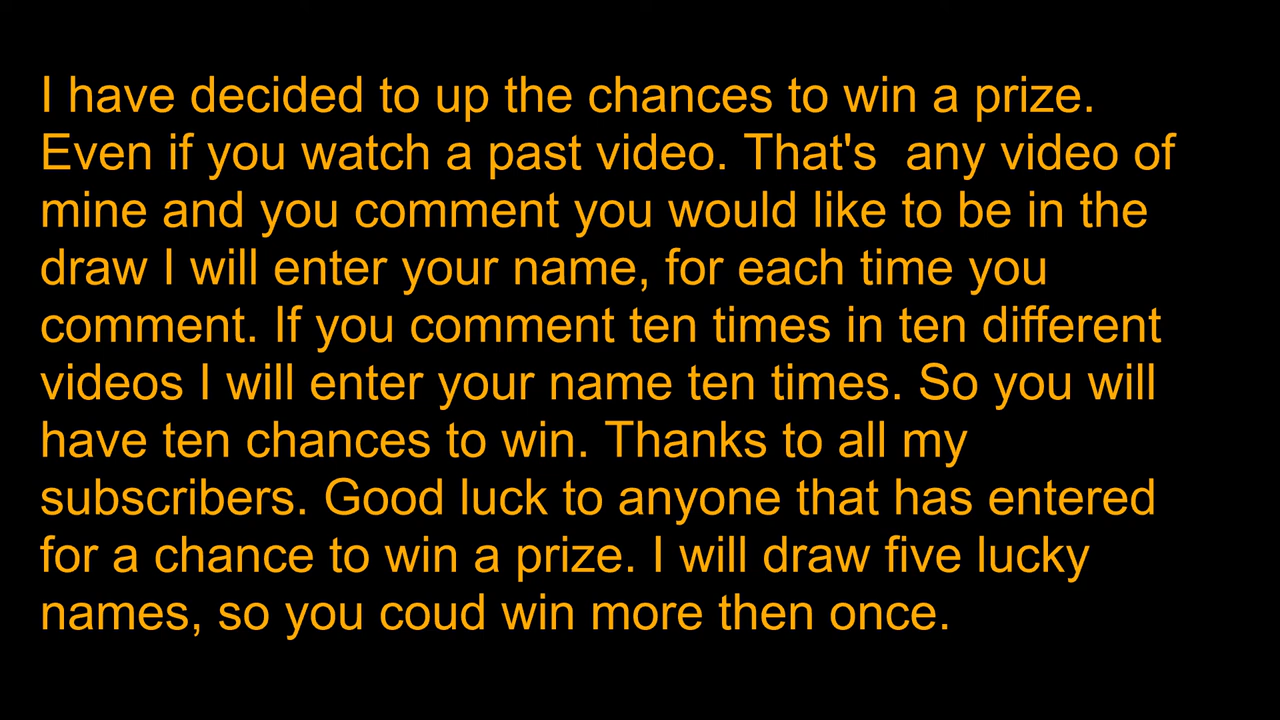 I have decided to up the chances to win a prize.
Even if you watch a past video. That's  any video of
mine and you comment you would like to be in the
draw I will enter your name, for each time you
comment. If you comment ten times in ten different
videos I will enter your name ten times. So you will
have ten chances to win. Thanks to all my
subscribers. Good luck to anyone that has entered
for a chance to win a prize. I will draw five lucky
names, so you coud win more then once.